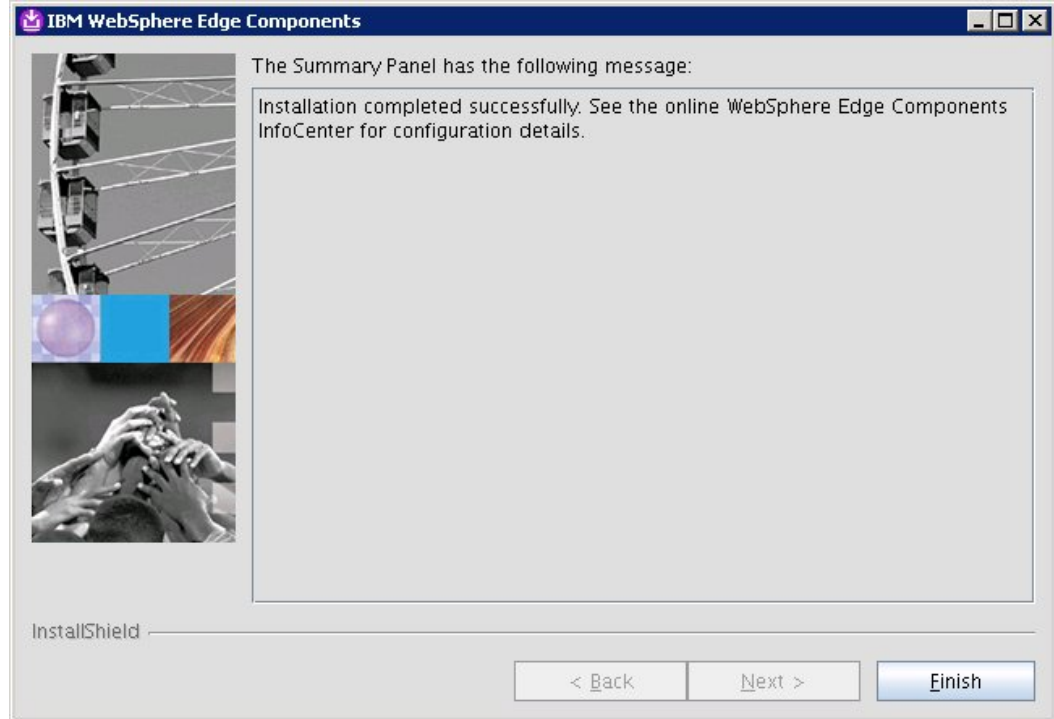 IBM WebSphere Edge Components
The Summary Panel has the following message:
Installation completed successfully. See the online WebSphere Edge Components
InfoCenter for configuration details.
InstallShield
< Back
Next >
Finish